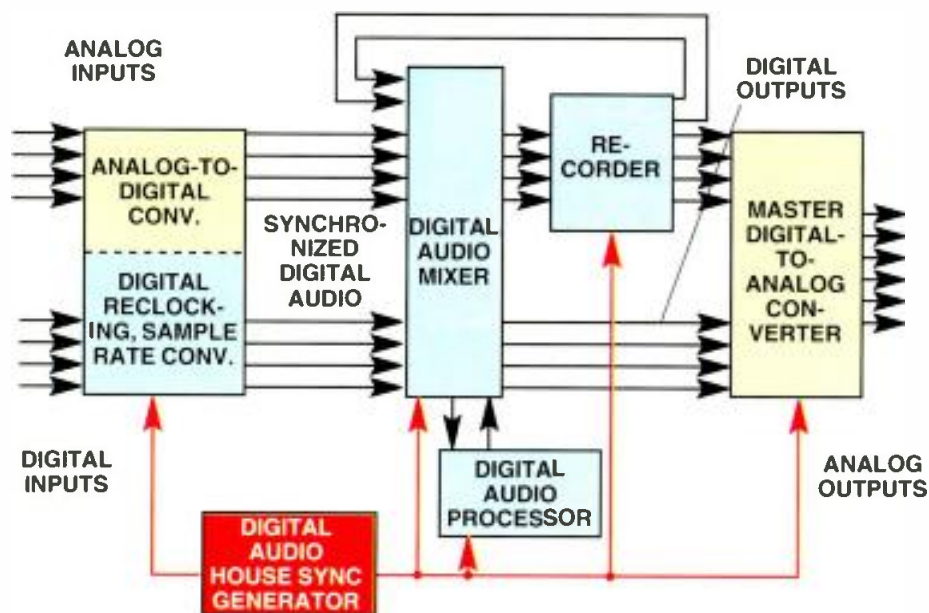 ANALOG
INPUTS
DIGITAL
OUTPUTS
ANALOG-TO-
DIGITAL
CONV.
DIGITAL
RECLOCK-
ING, SAMPLE
RATE CONV.
SYNCHRO-
NIZED
DIGITAL
AUDIO
DIGITAL
AUDIO
MIXER
RE-
CORDER
MASTER
DIGITAL-
TO-
ANALOG
CON-
VERTER
DIGITAL
INPUTS
DIGITAL
AUDIO
PROCESSOR
ANALOG
OUTPUTS
DIGITAL
AUDIO
HOUSE SYNC
GENERATOR